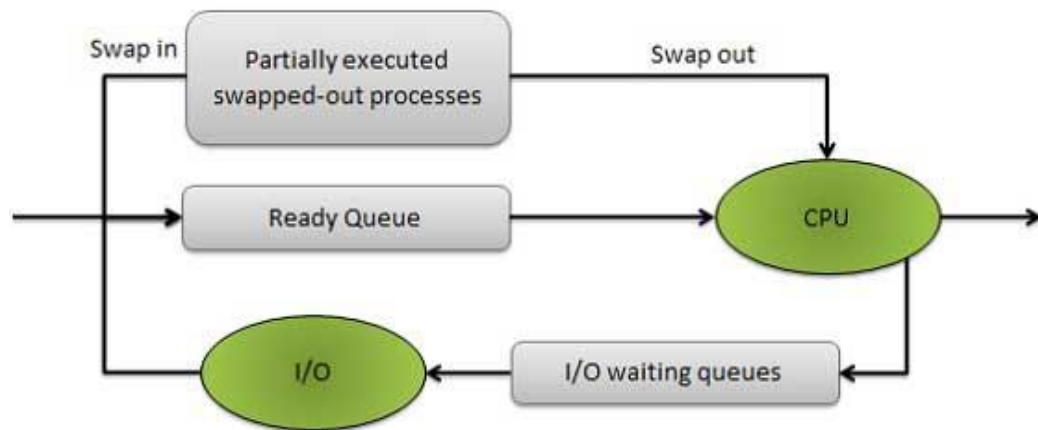 Swap in
Partially executed
swapped-out processes
Swap out
Ready Queue
CPU
I/O
I/O waiting queues